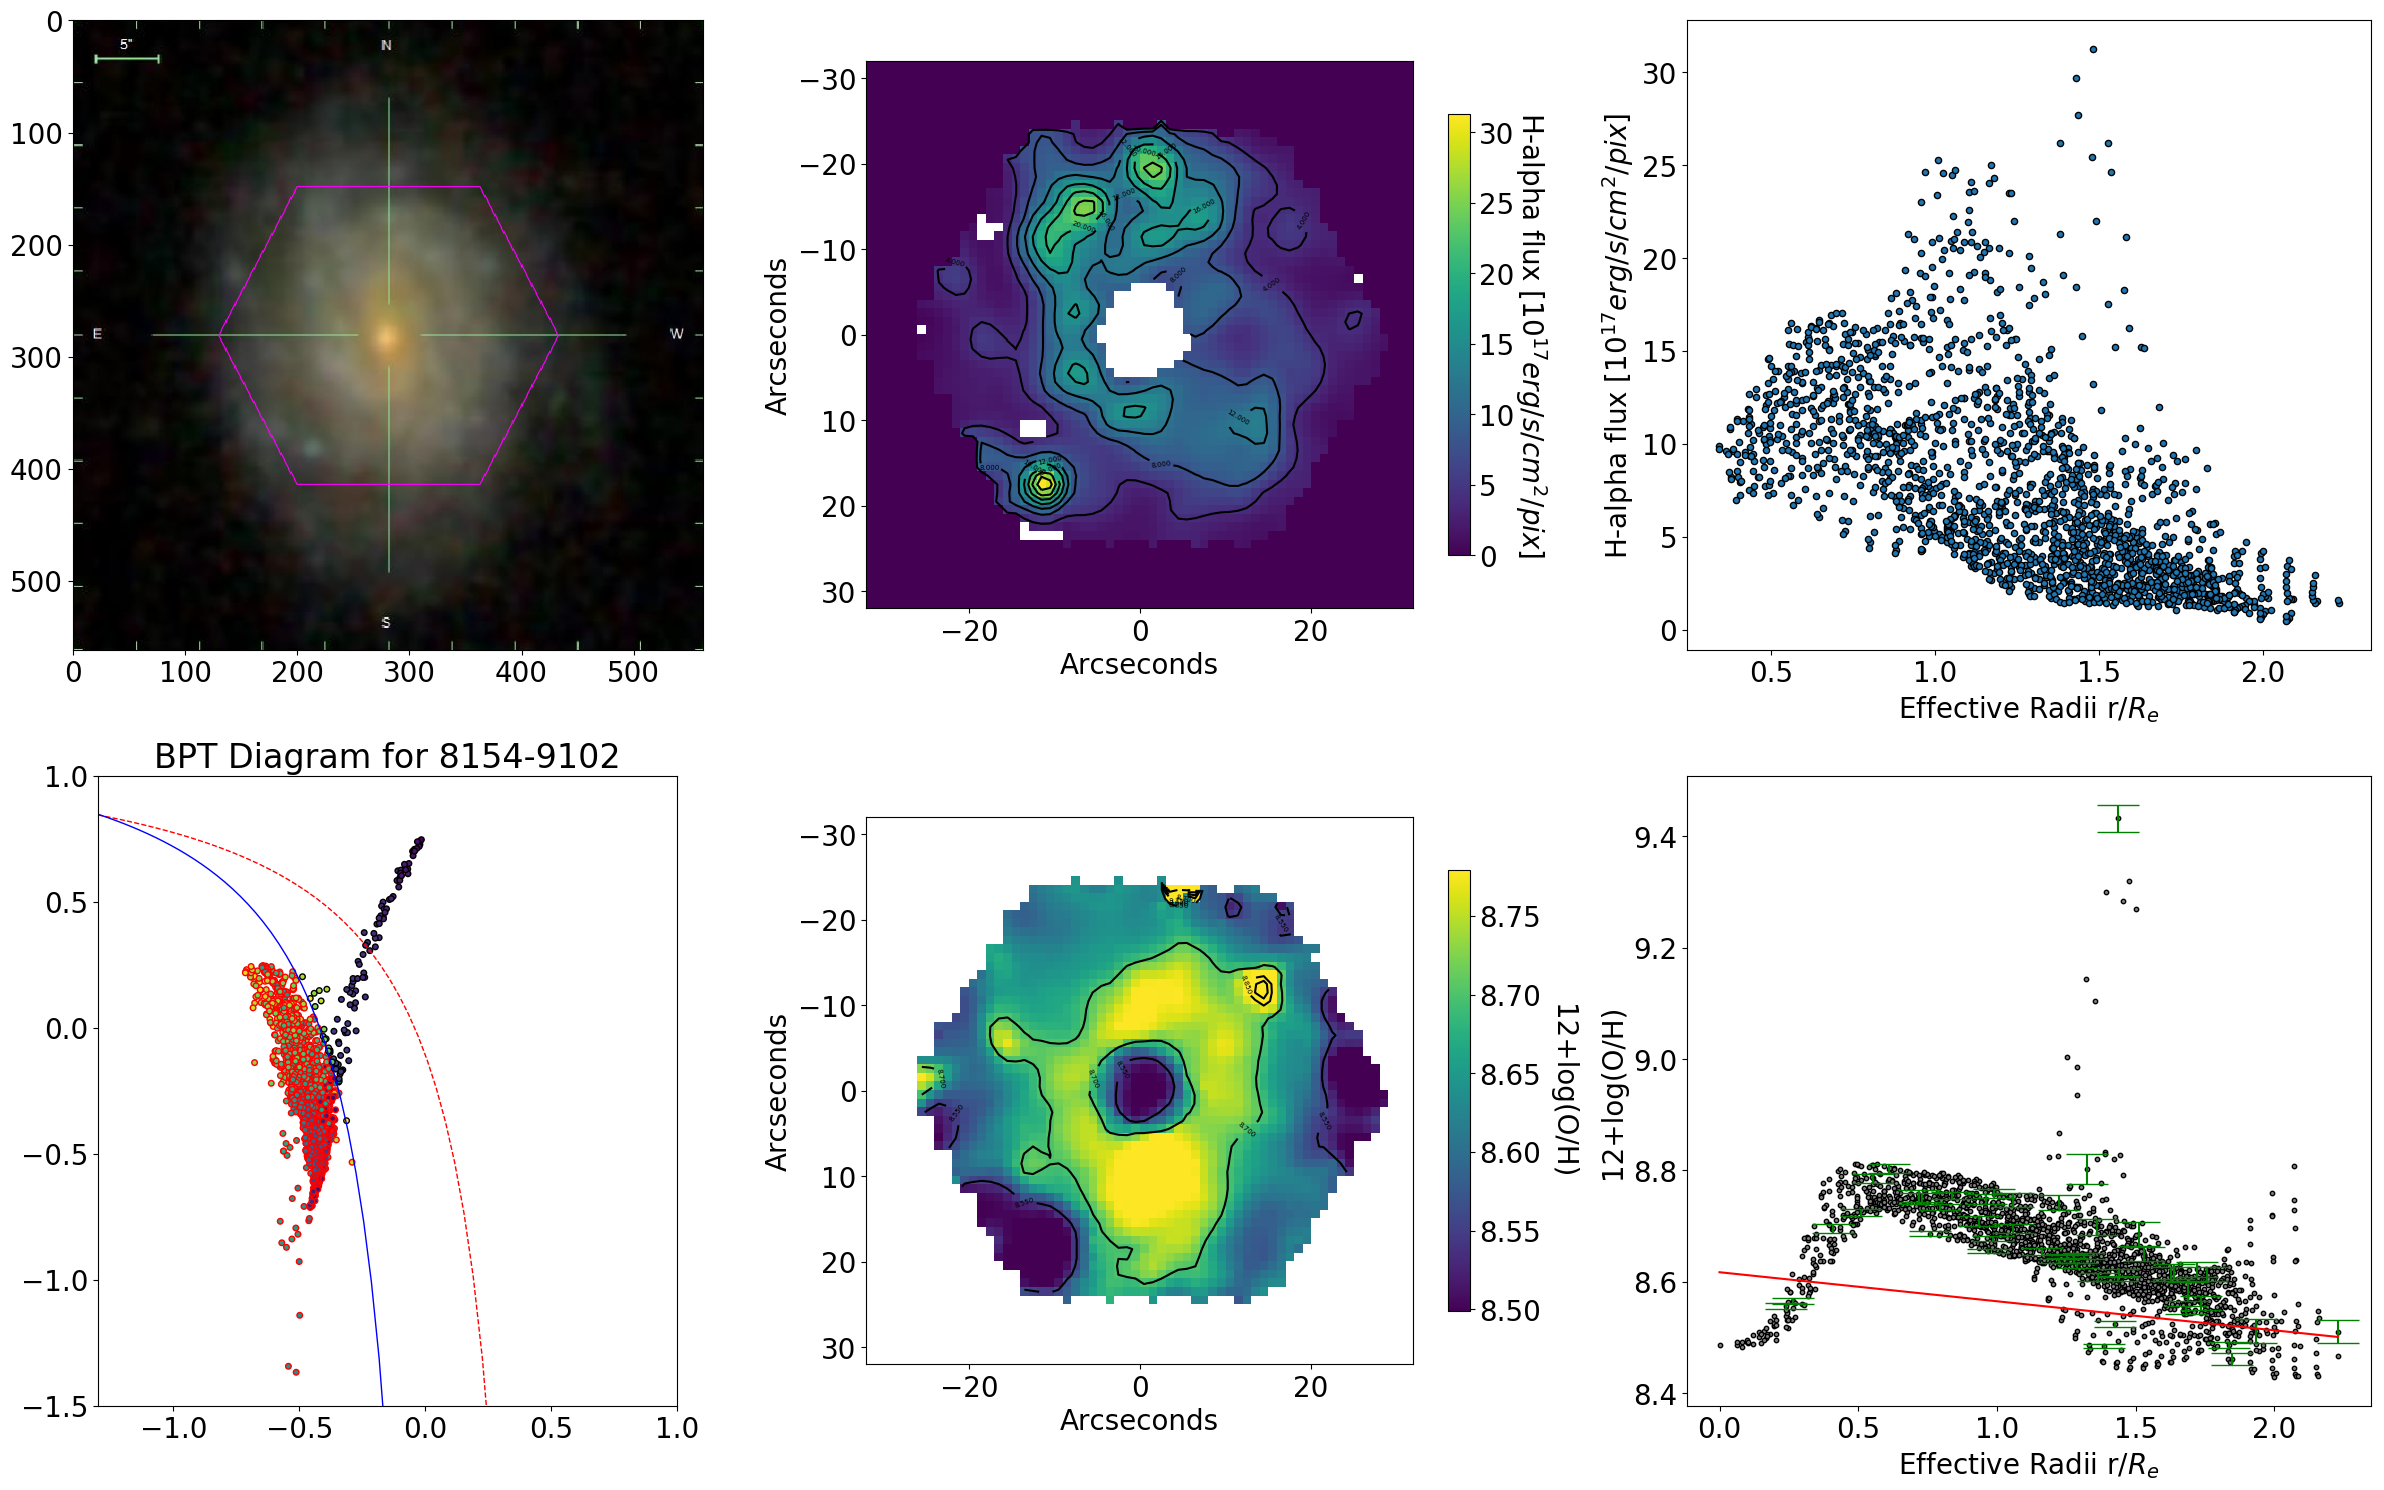 0
100
200
300
400
500
0 100 200 300 400 500
5"
N
E
W
S
−30
−20
−10
0
10
20
30
−20 0 20
Arcseconds
Arcseconds
30
25
20
15
10
5
0
H-alpha flux [10^17 erg/s/cm^2/pix]
30
25
20
15
10
5
0
0.5 1.0 1.5 2.0
H-alpha flux [10^17 erg/s/cm^2/pix]
Effective Radii r/R_e
BPT Diagram for 8154-9102
1.0
0.5
0.0
−0.5
−1.0
−1.5
−1.0 −0.5 0.0 0.5 1.0
−30
−20
−10
0
10
20
30
−20 0 20
Arcseconds
Arcseconds
8.75
8.70
8.65
8.60
8.55
8.50
12+log(O/H)
9.4
9.2
9.0
8.8
8.6
8.4
0.0 0.5 1.0 1.5 2.0
12+log(O/H)
Effective Radii r/R_e